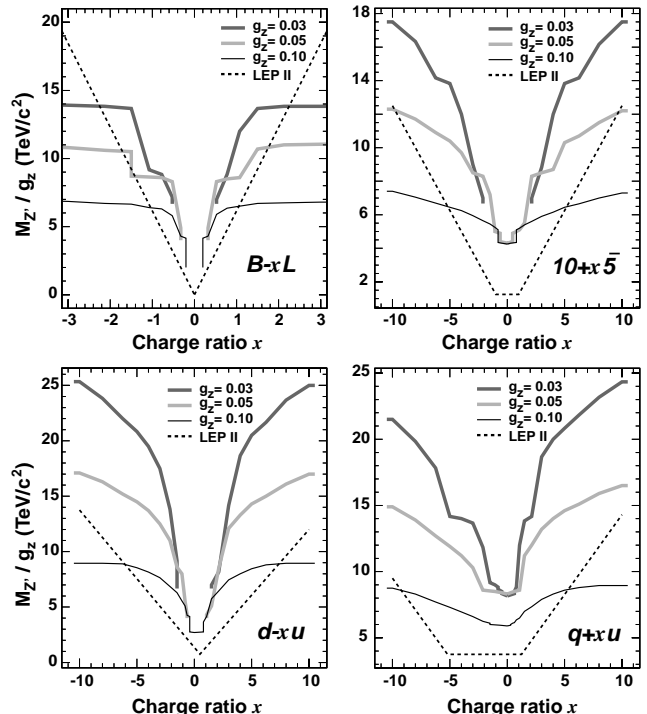 M_Z' / g_z (TeV/c²)
20
15
10
5
0
g_z= 0.03
g_z= 0.05
g_z= 0.10
LEP II
B-xL
-3 -2 -1 0 1 2 3
Charge ratio x
18
14
10
6
2
g_z= 0.03
g_z= 0.05
g_z= 0.10
LEP II
10+x5̄
-10 -5 0 5 10
Charge ratio x
M_Z' / g_z (TeV/c²)
25
20
15
10
5
0
g_z= 0.03
g_z= 0.05
g_z= 0.10
LEP II
d-xu
-10 -5 0 5 10
Charge ratio x
25
20
15
10
5
g_z= 0.03
g_z= 0.05
g_z= 0.10
LEP II
q+xu
-10 -5 0 5 10
Charge ratio x